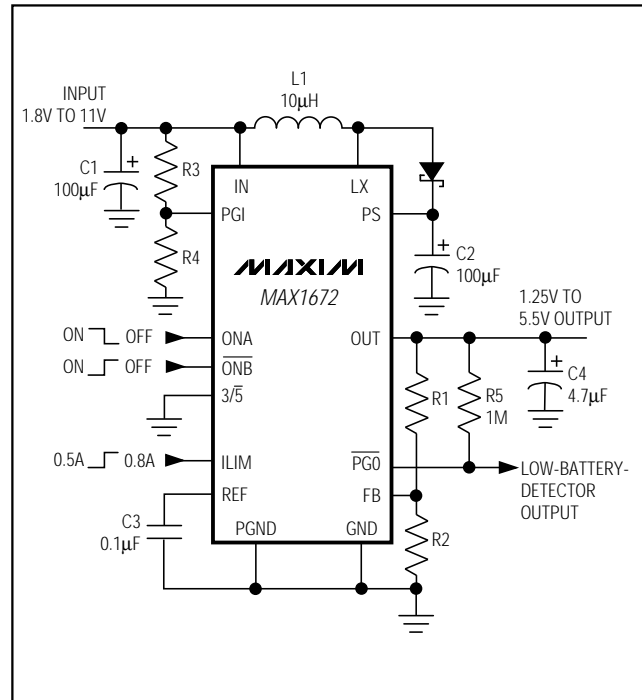 L1
10µH
INPUT
1.8V TO 11V
C1
100µF
R3
R4
IN
LX
PGI
PS
MAXIM
MAX1672
C2
100µF
1.25V TO
5.5V OUTPUT
ON OFF
ONA
OUT
ON OFF
O̅N̅B̅
3/5̅
R1
R5
1M
C4
4.7µF
0.5A 0.8A
ILIM
P̅G̅0̅
LOW-BATTERY-
DETECTOR
OUTPUT
REF
FB
C3
0.1µF
PGND
GND
R2